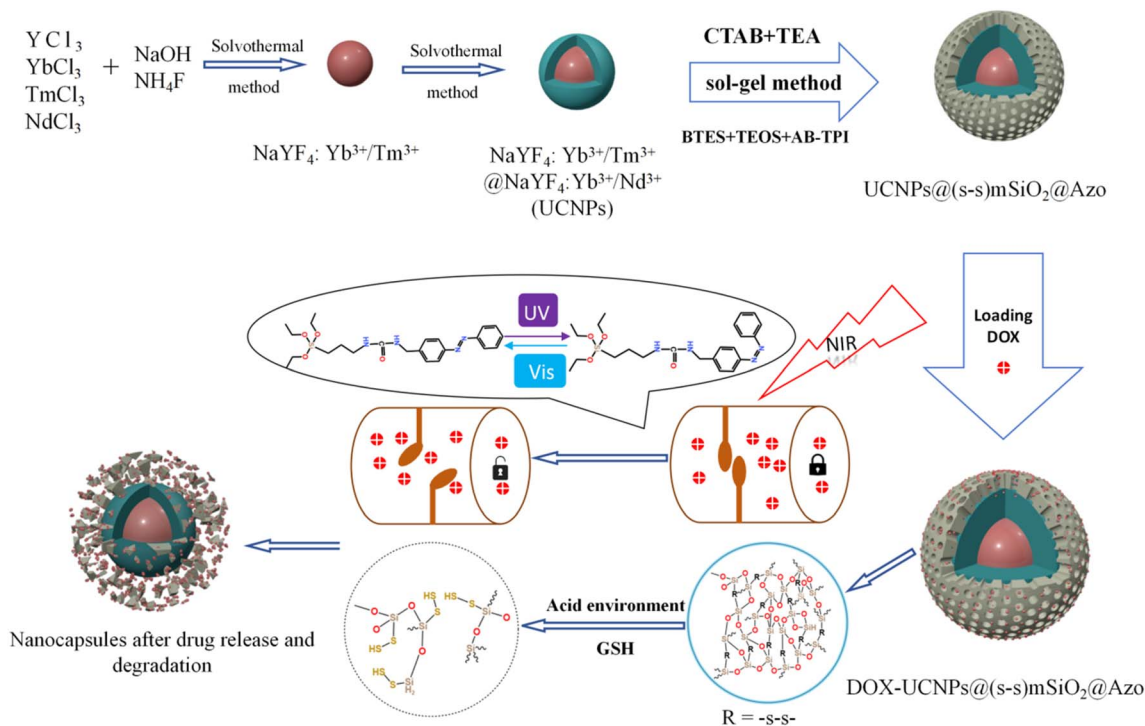 YCl₃
YbCl₃
TmCl₃
NdCl₃
+
NaOH
NH₄F
Solvothermal
method
Solvothermal
method
CTAB+TEA
sol-gel method
BTES+TEOS+AB-TPI
NaYF₄: Yb³⁺/Tm³⁺
NaYF₄: Yb³⁺/Tm³⁺
@NaYF₄:Yb³⁺/Nd³⁺
(UCNPs)
UCNPs@(s-s)mSiO₂@Azo
UV
Vis
NIR
Loading
DOX
Nanocapsules after drug release and
degradation
Acid environment
GSH
R = -s-s-
DOX-UCNPs@(s-s)mSiO₂@Azo